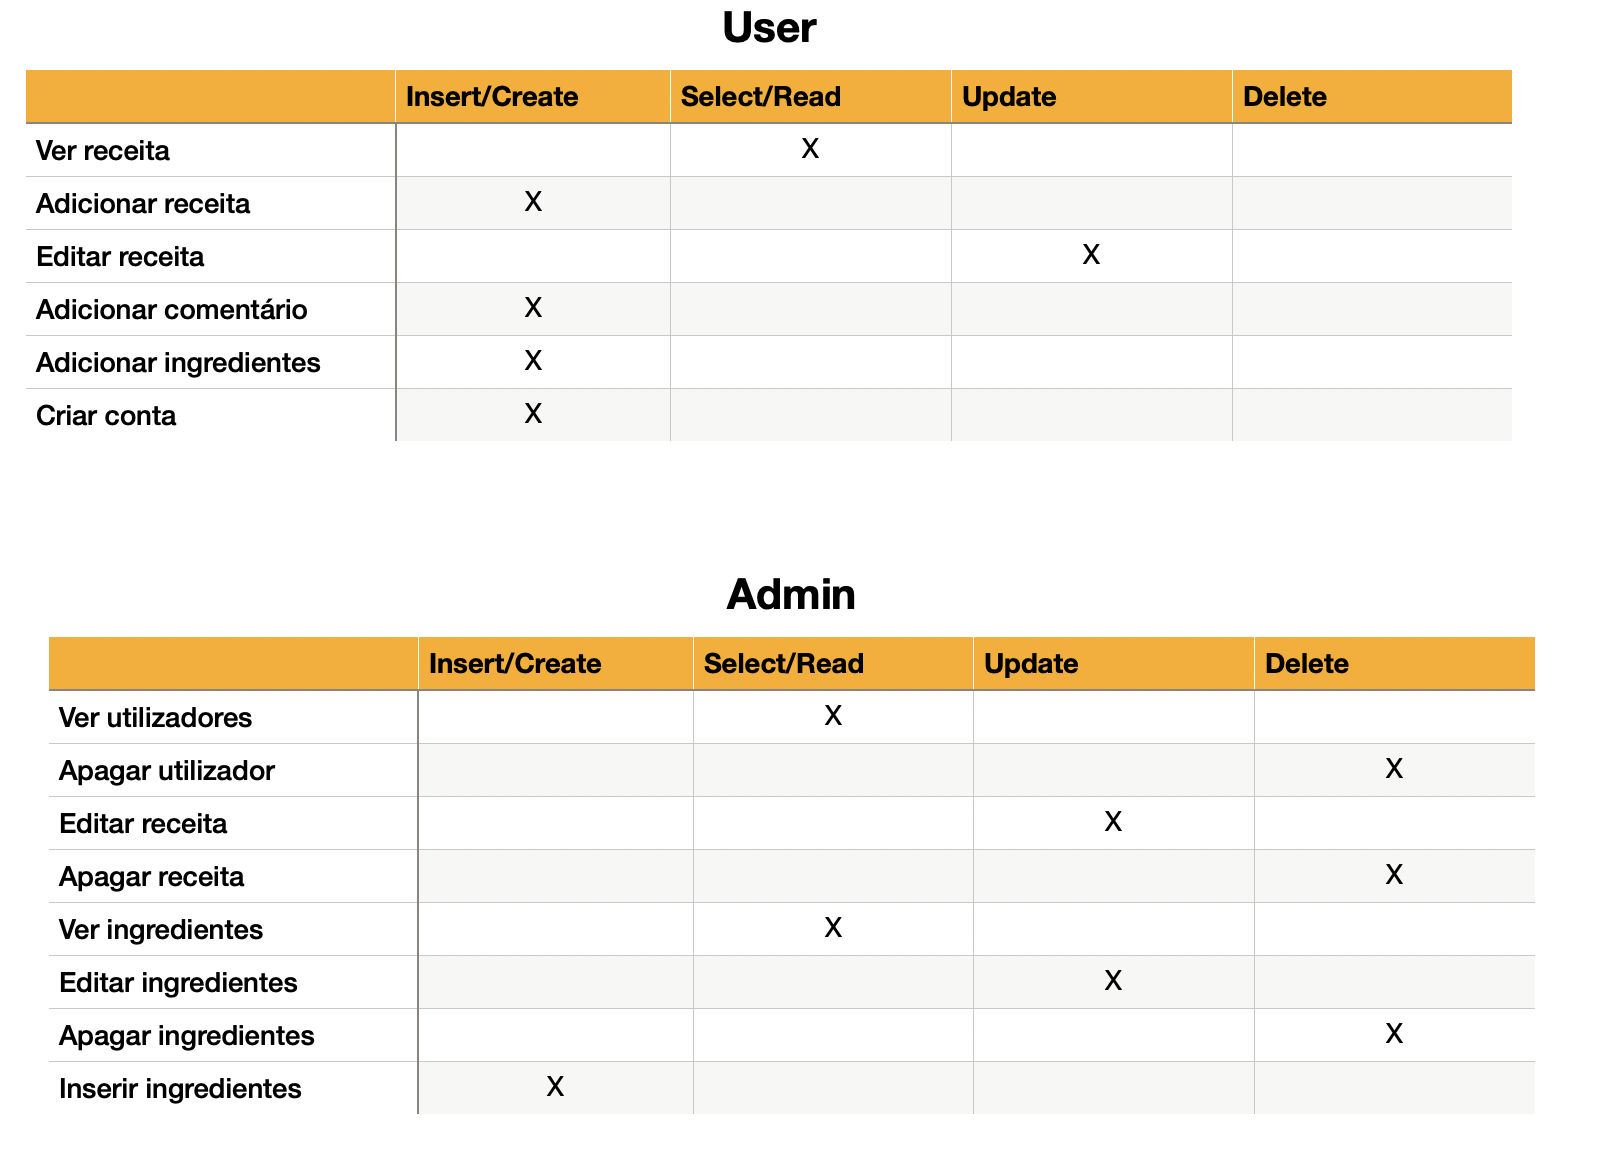 User
Insert/Create Select/Read Update Delete
Ver receita X
Adicionar receita X
Editar receita X
Adicionar comentário X
Adicionar ingredientes X
Criar conta X
Admin
Insert/Create Select/Read Update Delete
Ver utilizadores X
Apagar utilizador X
Editar receita X
Apagar receita X
Ver ingredientes X
Editar ingredientes X
Apagar ingredientes X
Inserir ingredientes X